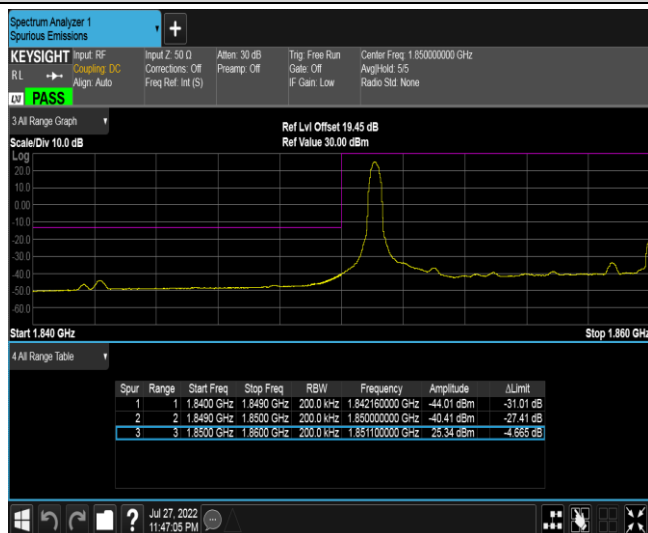 Spectrum Analyzer 1
Spurious Emissions
+
KEYSIGHT Input: RF Input Z: 50 Ω Atten: 30 dB Trig: Free Run Center Freq: 1.850000000 GHz
RL Coupling: DC Corrections: Off Preamp: Off Gate: Off Avg|Hold: 5/5
Align: Auto Freq Ref: Int (S) IF Gain: Low Radio Std: None
LXI PASS
3 All Range Graph
Ref Lvl Offset 19.45 dB
Scale/Div 10.0 dB Ref Value 30.00 dBm
Log
20.0
10.0
0.00
-10.0
-20.0
-30.0
-40.0
-50.0
-60.0
Start 1.840 GHz Stop 1.860 GHz
4 All Range Table
Spur Range Start Freq Stop Freq RBW Frequency Amplitude ΔLimit
1 1 1.8400 GHz 1.8490 GHz 200.0 kHz 1.842160000 GHz -44.01 dBm -31.01 dB
2 2 1.8490 GHz 1.8500 GHz 200.0 kHz 1.850000000 GHz -40.41 dBm -27.41 dB
3 3 1.8500 GHz 1.8600 GHz 200.0 kHz 1.851100000 GHz 25.34 dBm -4.665 dB
? Jul 27, 2022
11:47:05 PM